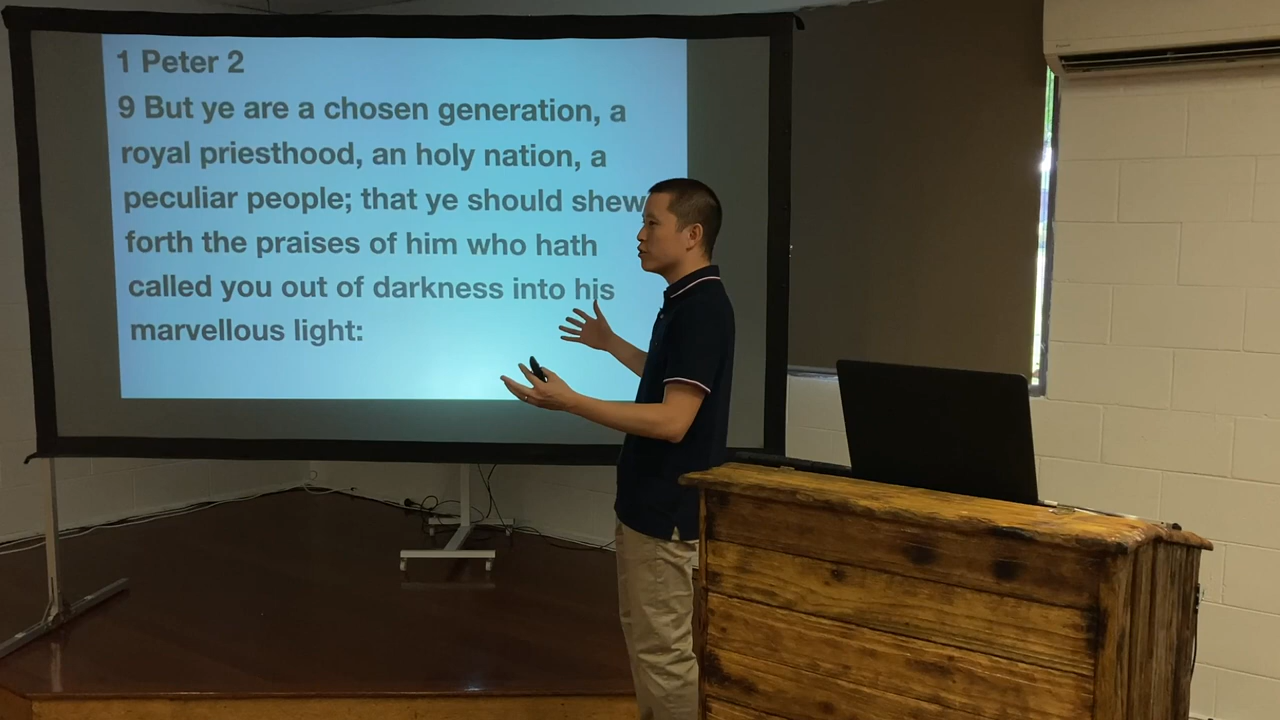 1 Peter 2
9 But ye are a chosen generation, a
royal priesthood, an holy nation, a
peculiar people; that ye should shew
forth the praises of him who hath
called you out of darkness into his
marvellous light: